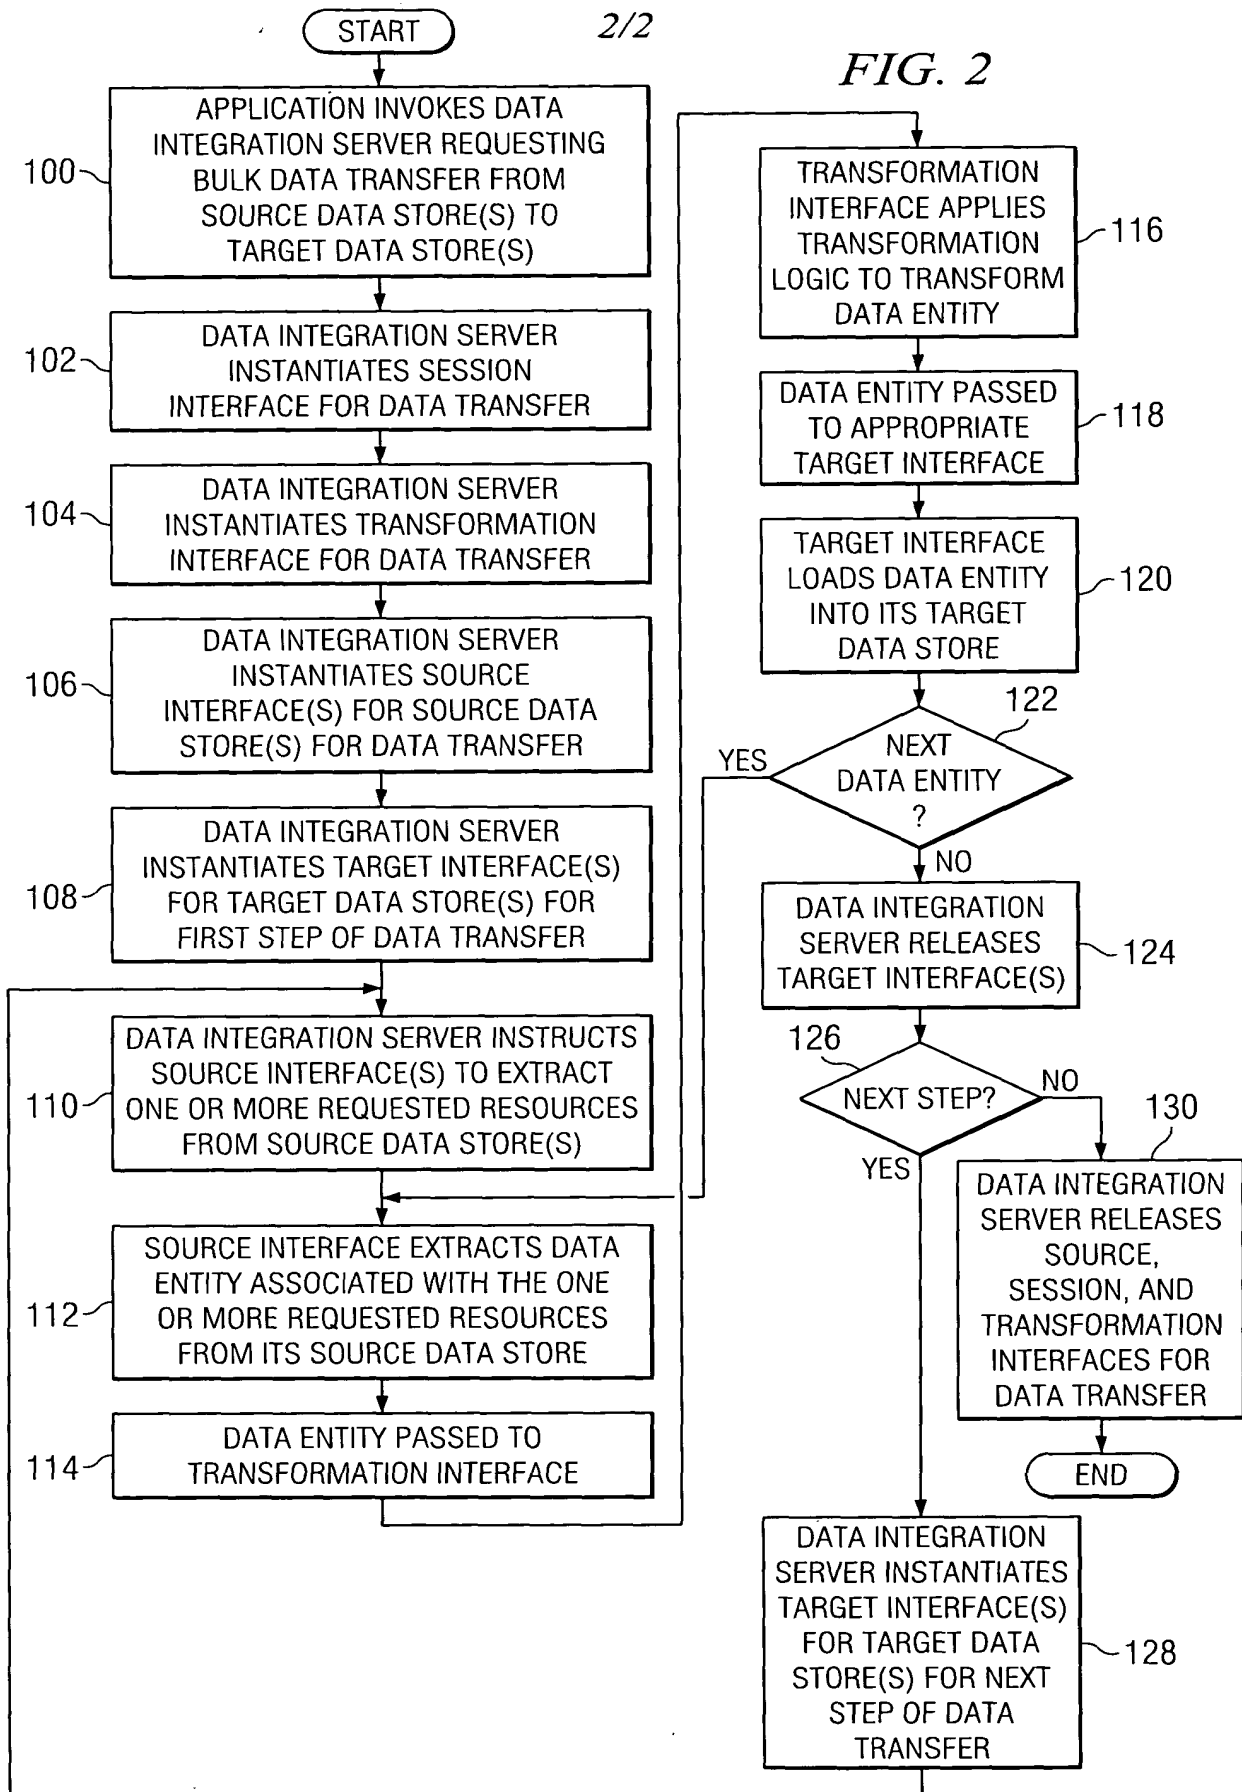 START
2/2
FIG. 2
100
APPLICATION INVOKES DATA
INTEGRATION SERVER REQUESTING
BULK DATA TRANSFER FROM
SOURCE DATA STORE(S) TO
TARGET DATA STORE(S)
102
DATA INTEGRATION SERVER
INSTANTIATES SESSION
INTERFACE FOR DATA TRANSFER
104
DATA INTEGRATION SERVER
INSTANTIATES TRANSFORMATION
INTERFACE FOR DATA TRANSFER
106
DATA INTEGRATION SERVER
INSTANTIATES SOURCE
INTERFACE(S) FOR SOURCE DATA
STORE(S) FOR DATA TRANSFER
108
DATA INTEGRATION SERVER
INSTANTIATES TARGET INTERFACE(S)
FOR TARGET DATA STORE(S) FOR
FIRST STEP OF DATA TRANSFER
110
DATA INTEGRATION SERVER INSTRUCTS
SOURCE INTERFACE(S) TO EXTRACT
ONE OR MORE REQUESTED RESOURCES
FROM SOURCE DATA STORE(S)
112
SOURCE INTERFACE EXTRACTS DATA
ENTITY ASSOCIATED WITH THE ONE
OR MORE REQUESTED RESOURCES
FROM ITS SOURCE DATA STORE
114
DATA ENTITY PASSED TO
TRANSFORMATION INTERFACE
TRANSFORMATION
INTERFACE APPLIES
TRANSFORMATION
LOGIC TO TRANSFORM
DATA ENTITY
116
DATA ENTITY PASSED
TO APPROPRIATE
TARGET INTERFACE
118
TARGET INTERFACE
LOADS DATA ENTITY
INTO ITS TARGET
DATA STORE
120
122
YES
NEXT
DATA ENTITY
?
NO
DATA INTEGRATION
SERVER RELEASES
TARGET INTERFACE(S)
124
126
NEXT STEP?
NO
YES
130
DATA INTEGRATION
SERVER RELEASES
SOURCE,
SESSION, AND
TRANSFORMATION
INTERFACES FOR
DATA TRANSFER
END
DATA INTEGRATION
SERVER INSTANTIATES
TARGET INTERFACE(S)
FOR TARGET DATA
STORE(S) FOR NEXT
STEP OF DATA
TRANSFER
128